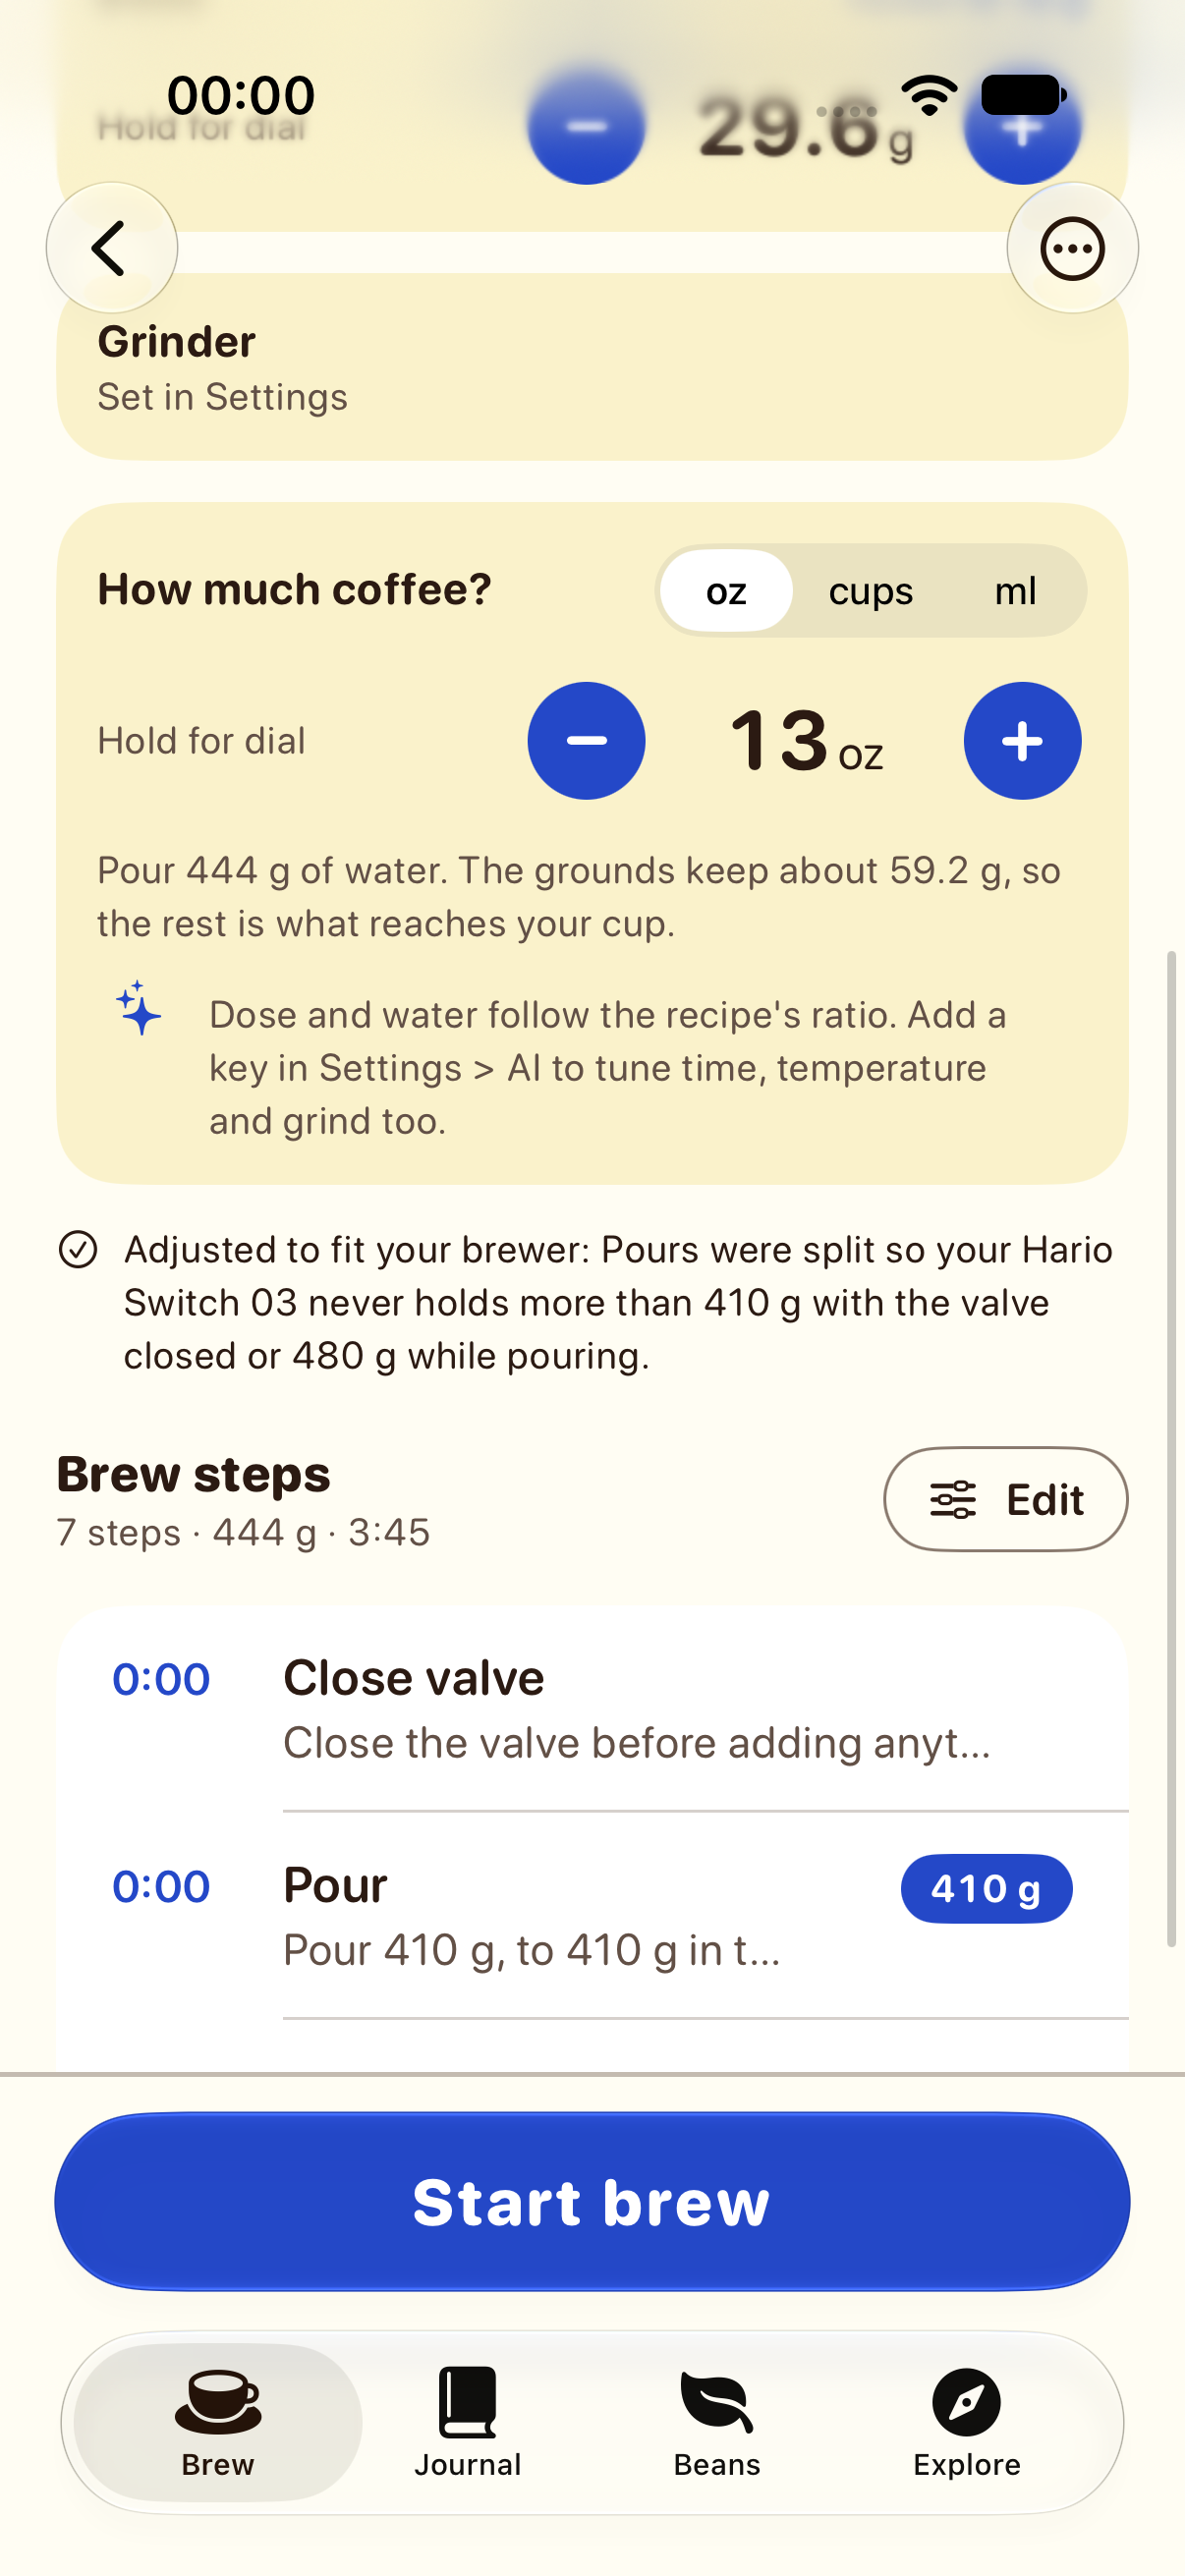 00:00
Hold for dial
29.6 g
Grinder
Set in Settings
How much coffee?
oz
cups
ml
Hold for dial
13 oz
Pour 444 g of water. The grounds keep about 59.2 g, so
the rest is what reaches your cup.
Dose and water follow the recipe's ratio. Add a
key in Settings > AI to tune time, temperature
and grind too.
Adjusted to fit your brewer: Pours were split so your Hario
Switch 03 never holds more than 410 g with the valve
closed or 480 g while pouring.
Brew steps
Edit
7 steps · 444 g · 3:45
0:00
Close valve
Close the valve before adding anyt...
0:00
Pour
410 g
Pour 410 g, to 410 g in t...
Start brew
Brew
Journal
Beans
Explore